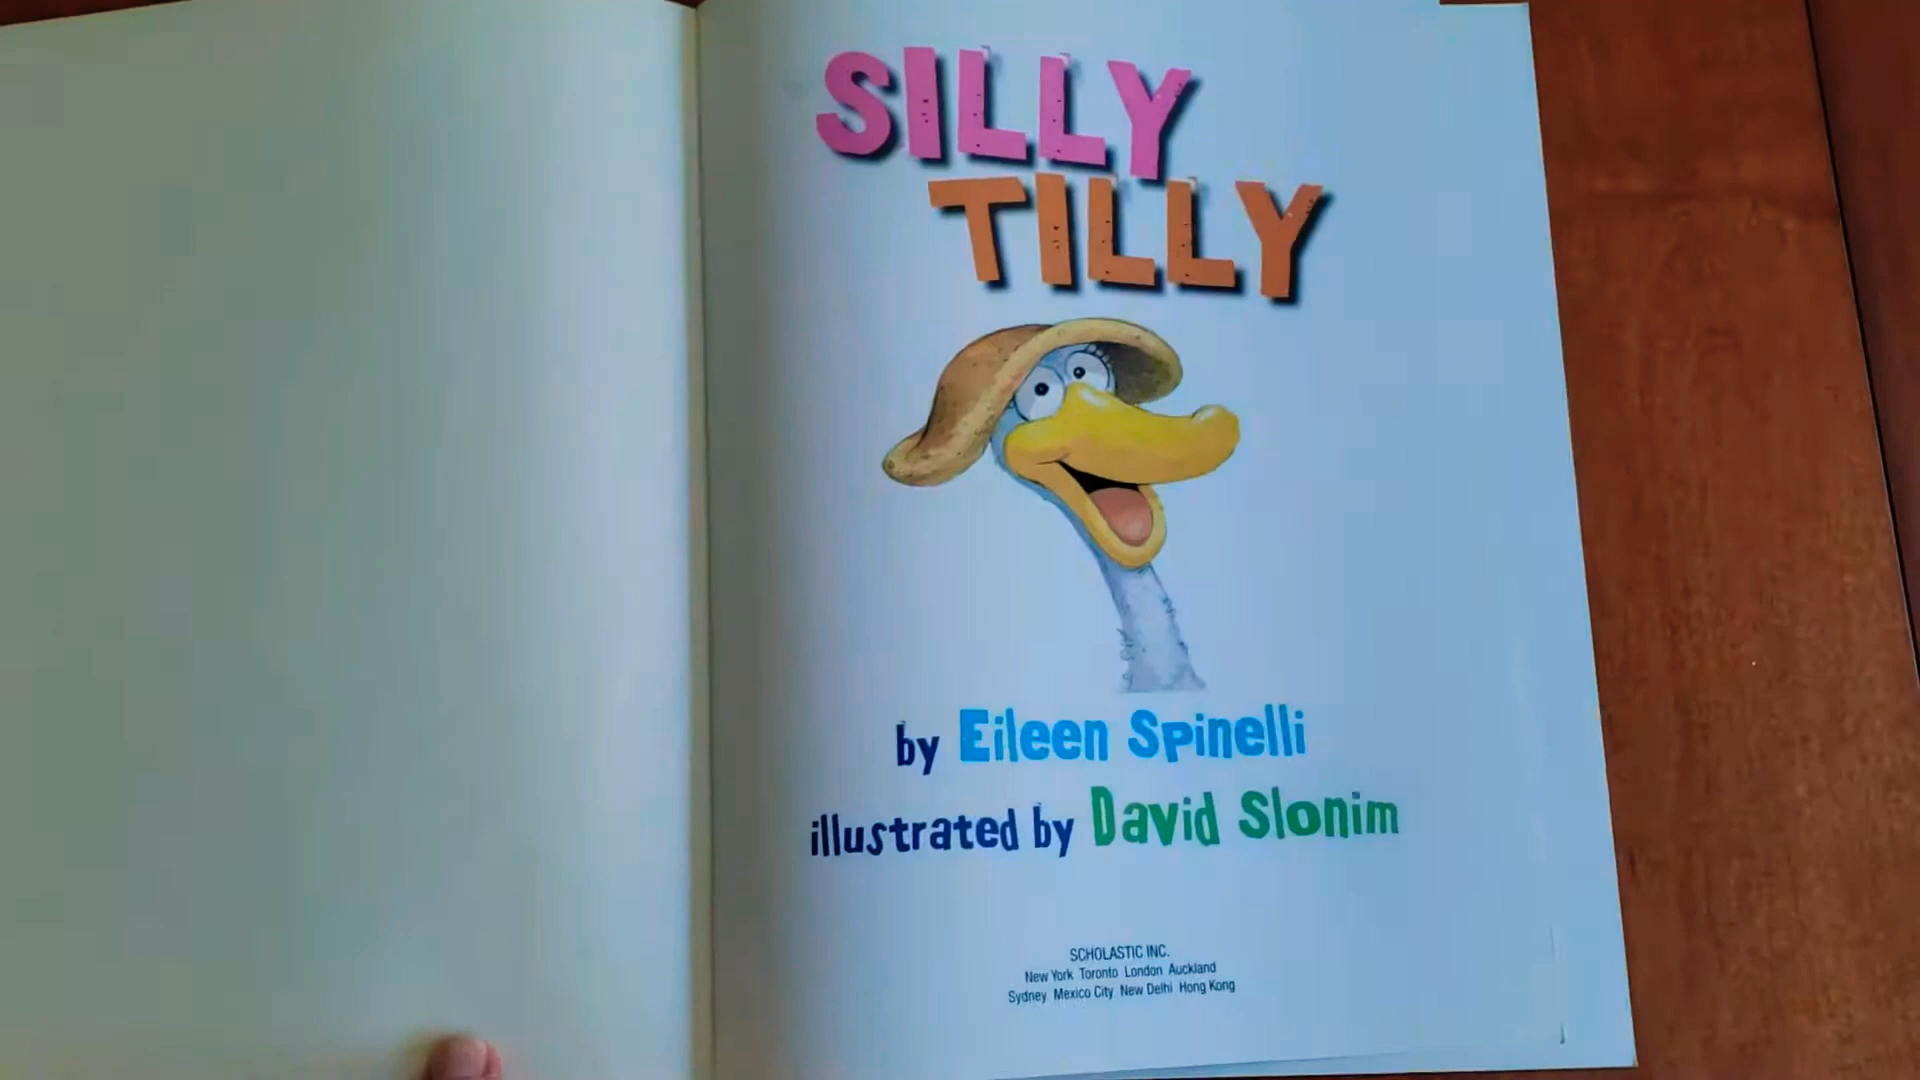 SILLY
TILLY
by Eileen Spinelli
illustrated by David Slonim
SCHOLASTIC INC.
New York Toronto London Auckland
Sydney Mexico City New Delhi Hong Kong